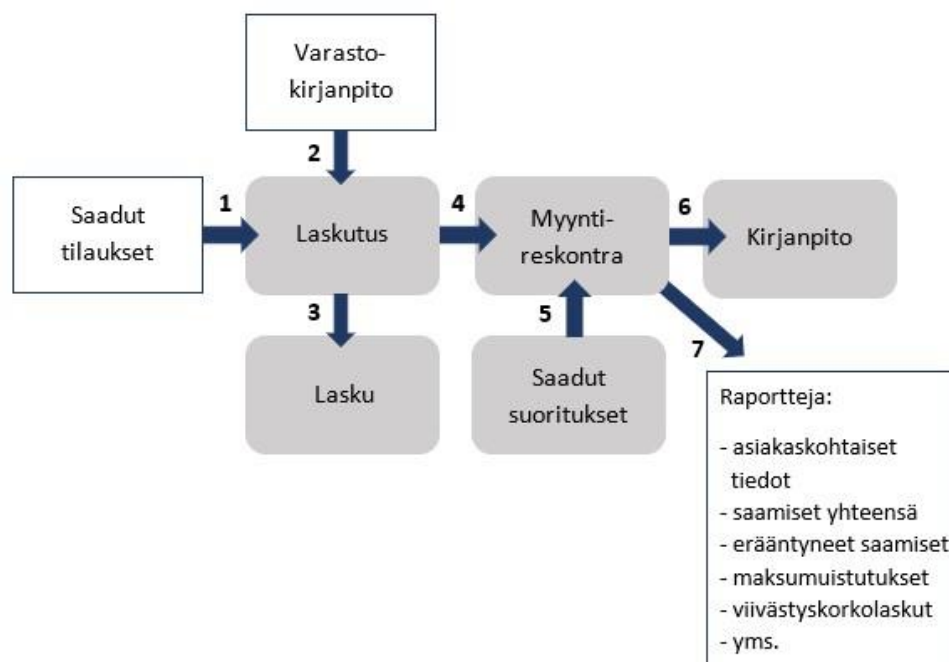 Varasto-
kirjanpito
2
Saadut
tilaukset
1
Laskutus
4
Myynti-
reskontra
6
Kirjanpito
3
5
7
Lasku
Saadut
suoritukset
Raportteja:
- asiakaskohtaiset
tiedot
- saamiset yhteensä
- erääntyneet saamiset
- maksumuistutukset
- viivästyskorkolaskut
- yms.